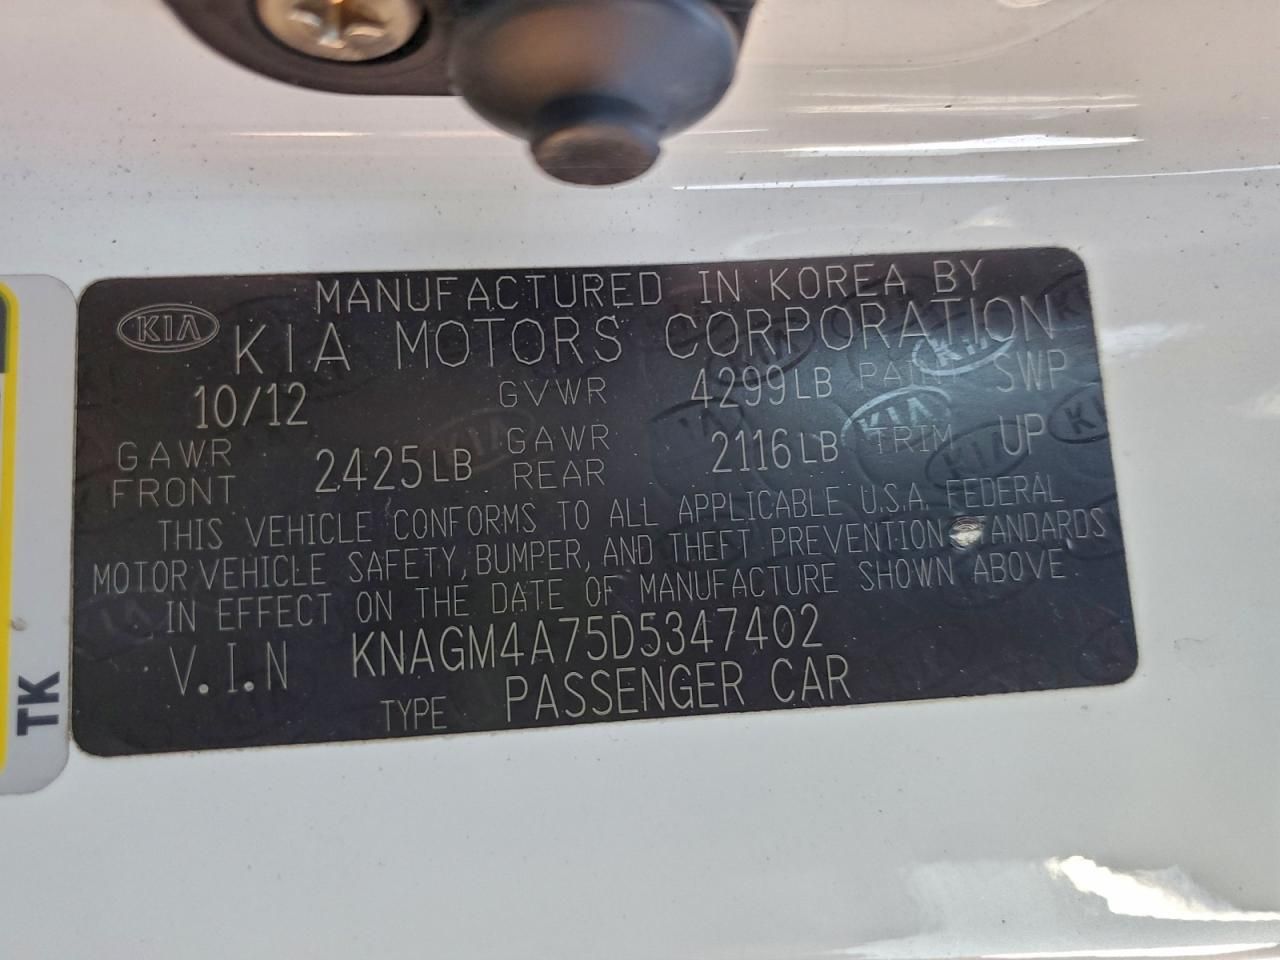 MANUFACTURED IN KOREA BY
KIA KIA MOTORS CORPORATION
10/12 GVWR 4299LB PAINT SWP
GAWR FRONT 2425LB GAWR REAR 2116LB TRIM UP
THIS VEHICLE CONFORMS TO ALL APPLICABLE U.S.A. FEDERAL
MOTOR VEHICLE SAFETY, BUMPER, AND THEFT PREVENTION STANDARDS
IN EFFECT ON THE DATE OF MANUFACTURE SHOWN ABOVE.
V.I.N KNAGM4A75D5347402
TYPE PASSENGER CAR
TK